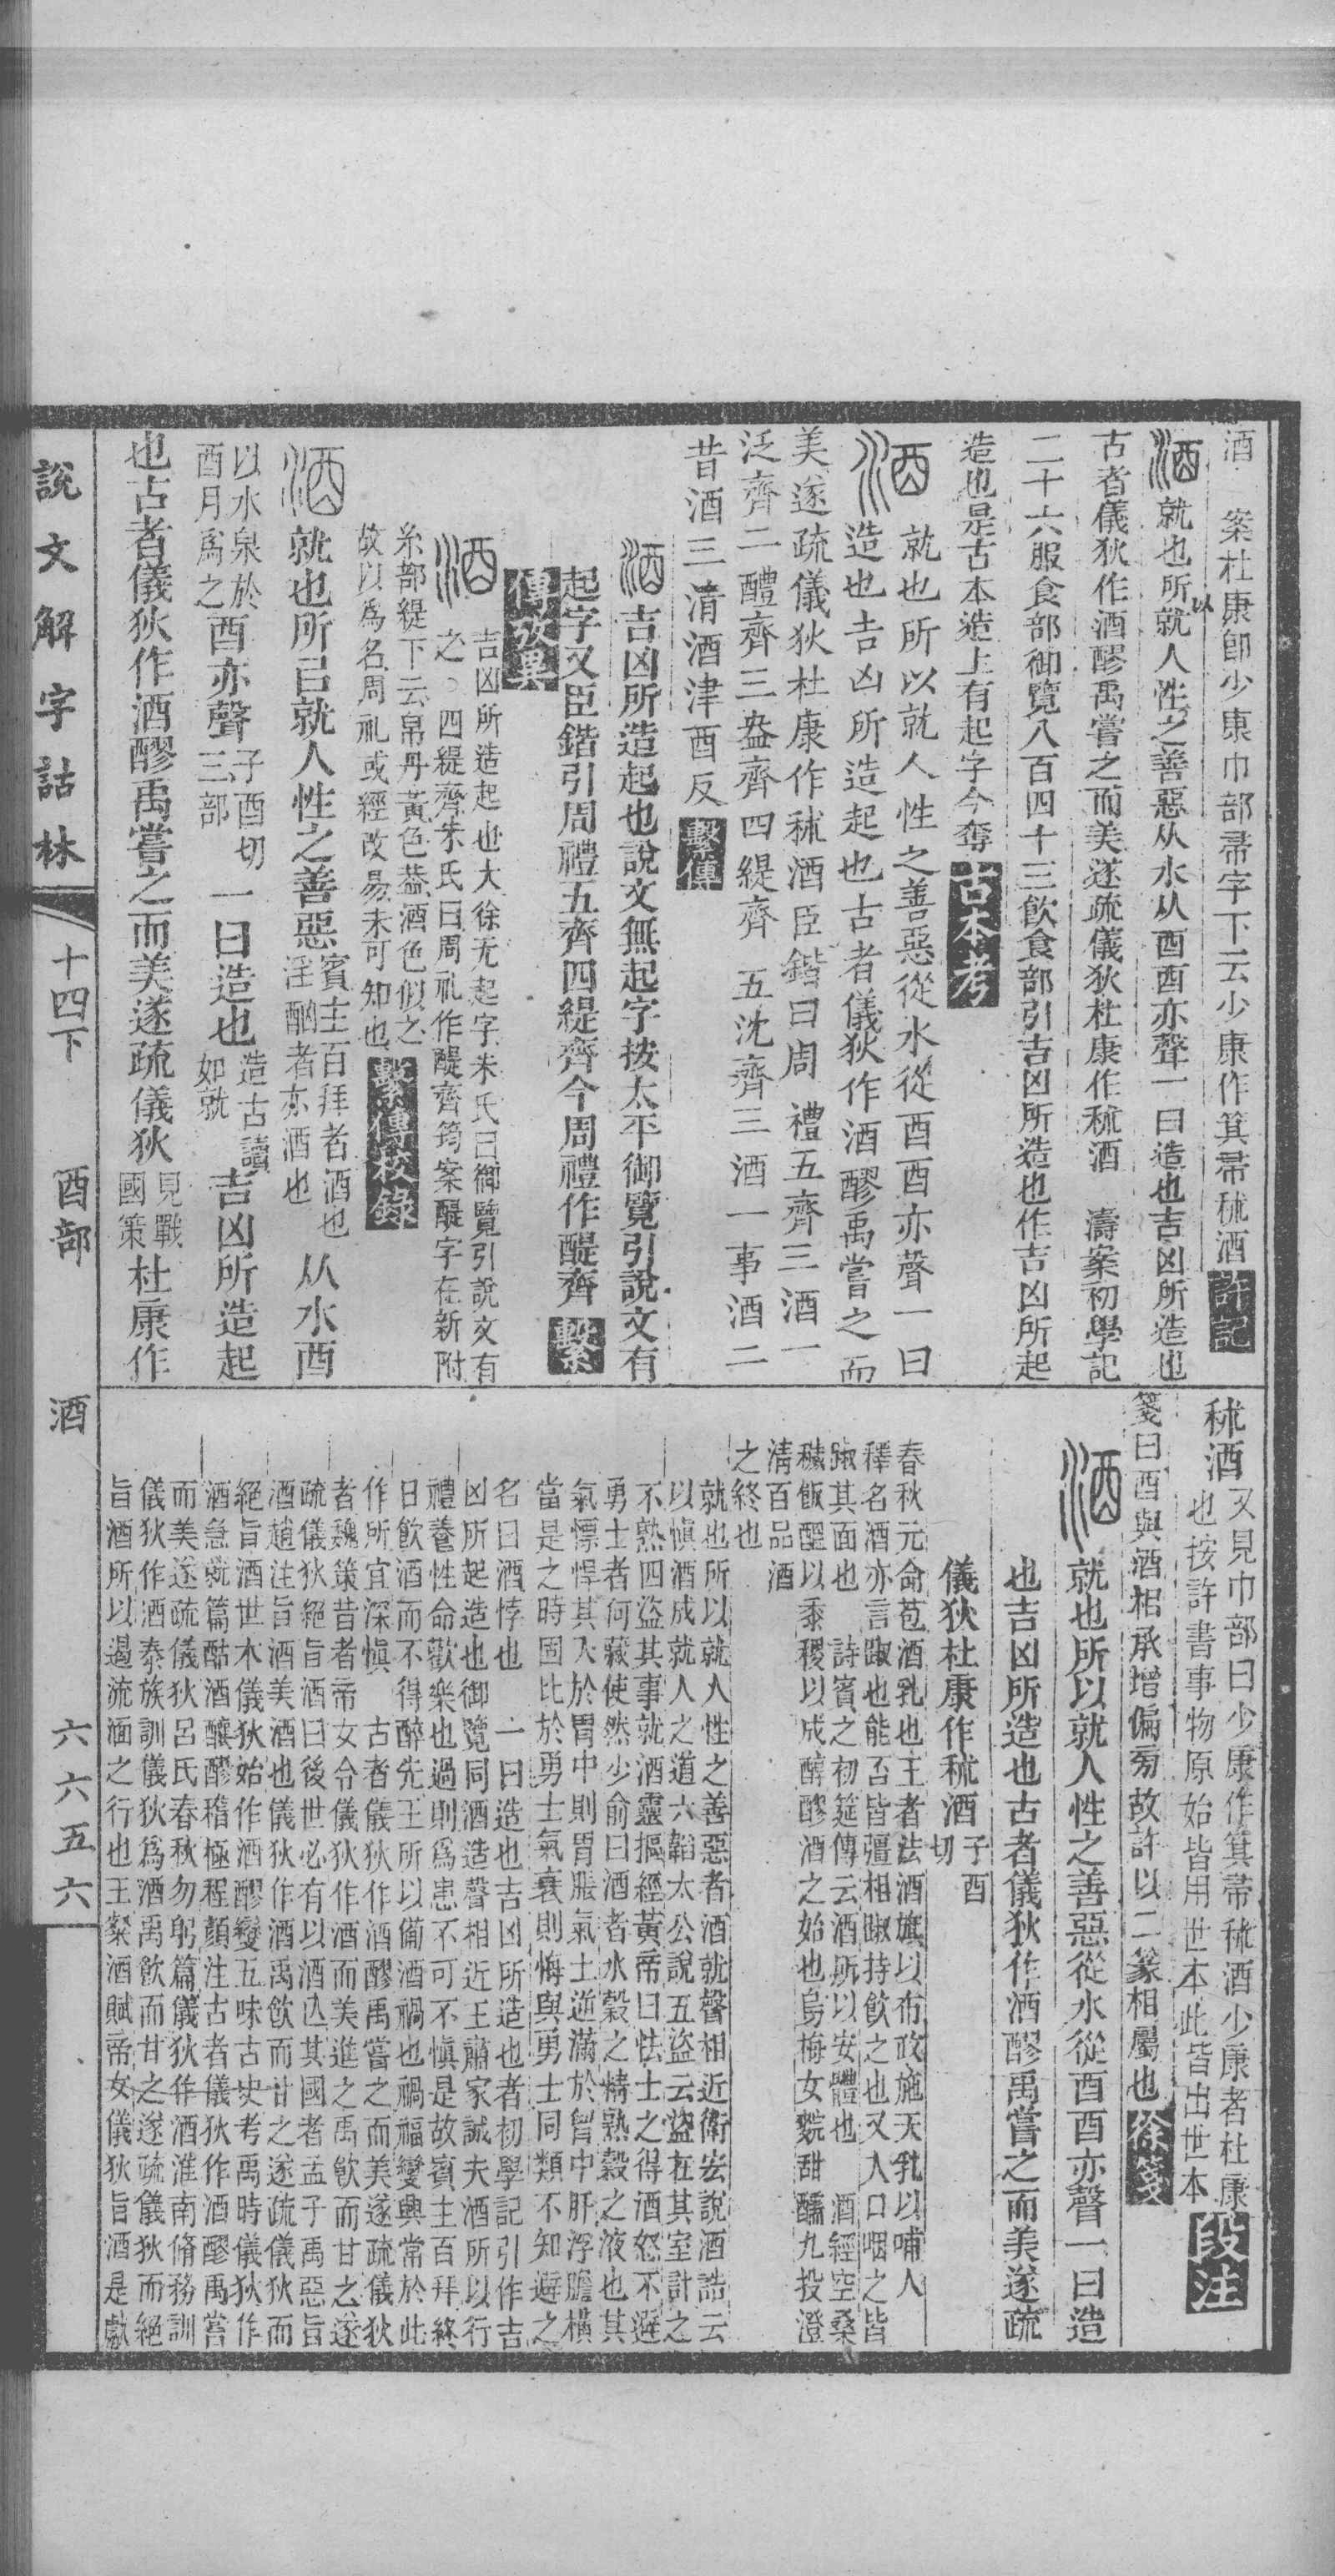 酒 案杜康卽少康巾部帚字下云少康作箕帚秫酒許記
酒 就也所以就人性之善惡从水从酉酉亦聲一曰造也吉凶所造也
古者儀狄作酒醪禹嘗之而美遂疏儀狄杜康作秫酒 濤案初學記
二十六服食部御覽八百四十三飲食部引吉凶所造也作吉凶所起
造也是古本造上有起字今奪古本考
酒 就也所以就人性之善惡從水從酉酉亦聲一曰
造也吉凶所造起也古者儀狄作酒醪禹嘗之而
美遂疏儀狄杜康作秫酒臣鍇曰周禮五齊三酒一
泛齊二醴齊三盎齊四緹齊 五沈齊三酒一事酒二
昔酒三清酒津酉反繫傳
酒 吉凶所造起也說文無起字按太平御覽引說文有
起字又臣鍇引周禮五齊四緹齊今周禮作醍齊繫
傳攷異
酒 吉凶所造起也大徐无起字朱氏曰御覽引說文有
之○四緹齊朱氏曰周礼作醍齊筠案醍字在新附
糸部緹下云帛丹黃色葢酒色似之
故以爲名周礼或經改易未可知也繫傳校錄
酒 就也所㠯就人性之善惡賓主百拜者酒也淫酗者亦酒也从水酉
以水泉於酉月爲之酉亦聲子酉切三部一曰造也造古讀如就吉凶所造起
也古者儀狄作酒醪禹嘗之而美遂疏儀狄見戰國策杜康作
秫酒又見巾部曰少康作箕帚秫酒少康者杜康
也按許書事物原始皆用世本此皆出世本段注
箋曰酉與酒相承增偏旁故許以二篆相屬也徐箋
酒 就也所以就人性之善惡從水從酉酉亦聲一曰造
也吉凶所造也古者儀狄作酒醪禹嘗之而美遂疏
儀狄杜康作秫酒子酉切
春秋元命苞酒乳也王者法酒旗以布政施天乳以哺人
釋名酒亦言踧也能否皆彊相踧持飲之也又入口咽之皆
踧其面也 詩賓之初筵傳云酒所以安體也 酒經空桑
穢飯醞以黍稷以成醇醪酒之始也烏梅女䴷甜醹九投澄
淸百品酒
之終也
就也所以就人性之善惡者酒就聲相近衛宏說酒誥云
以愼酒成就人之道六韜太公說五盜云盜在其室計之
不熟四盜其事就酒靈摳經黃帝曰怯士之得酒怒不避
勇士者何藏使然少俞曰酒者水穀之精熟穀之液也其
氣慓悍其入於胃中則胃脹氣上逆滿於胷中肝浮膽橫
當是之時固比於勇士氣衰則悔與勇士同類不知避之
名曰酒悖也 一曰造也吉凶所造也者初學記引作吉
凶所起造也御覽同酒造聲相近王肅家誡夫酒所以行
禮養性命歡樂也過則爲患不可不愼是故賓主百拜終
日飲酒而不得醉先王所以備酒禍也禍福變興常於此
作所宜深愼 古者儀狄作酒醪禹嘗之而美遂疏儀狄
者魏策昔者帝女令儀狄作酒而美進之禹飮而甘之遂
疏儀狄絕旨酒曰後世必有以酒亾其國者孟子禹惡旨
酒趙注旨酒美酒也儀狄作酒禹飮而甘之遂疏儀狄而
絕旨酒世本儀狄始作酒醪變五味古史考禹時儀狄作
酒急就篇酤酒釀醪稽極程顏注古者儀狄作酒醪禹嘗
而美遂疏儀狄呂氏春秋勿躬篇儀狄作酒淮南脩務訓
儀狄作酒泰族訓儀狄爲酒禹飮而甘之遂疏儀狄而絕
旨酒所以遏流湎之行也王粲酒賦帝女儀狄旨酒是獻
說文解字詁林
十四下
酉部
酒
六六五六